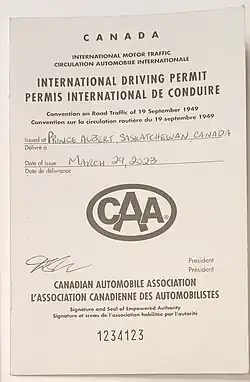 CANADA
INTERNATIONAL MOTOR TRAFFIC
CIRCULATION AUTOMOBILE INTERNATIONALE
INTERNATIONAL DRIVING PERMIT
PERMIS INTERNATIONAL DE CONDUIRE
Convention on Road Traffic of 19 September 1949
Convention sur la circulation routière du 19 septembre 1949
Issued at PRINCE ALBERT, SASKATCHEWAN, CANADA
Délivré à
Date of Issue MARCH 29, 2023
Date de délivrance
CAA®
President
Président
CANADIAN AUTOMOBILE ASSOCIATION
L'ASSOCIATION CANADIENNE DES AUTOMOBILISTES
Signature and Seal of Empowered Authority
Signature et sceau de l'association habilitée par l'autorité
1234123